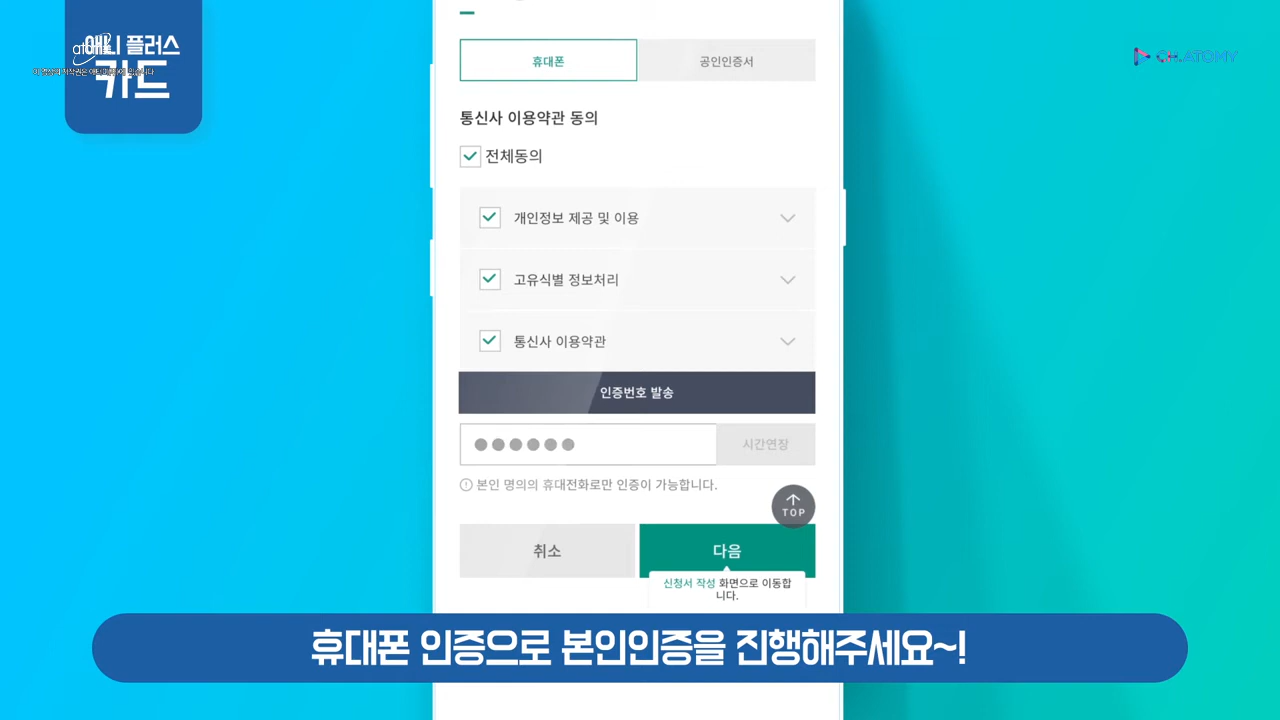 애니 플러스
카드
atomy
CH.ATOMY
휴대폰
공인인증서
통신사 이용약관 동의
전체동의
개인정보 제공 및 이용
고유식별 정보처리
통신사 이용약관
인증번호 발송
시간연장
본인 명의의 휴대전화로만 인증이 가능합니다.
TOP
취소
다음
신청서 작성 화면으로 이동합
니다.
휴대폰 인증으로 본인인증을 진행해주세요~!